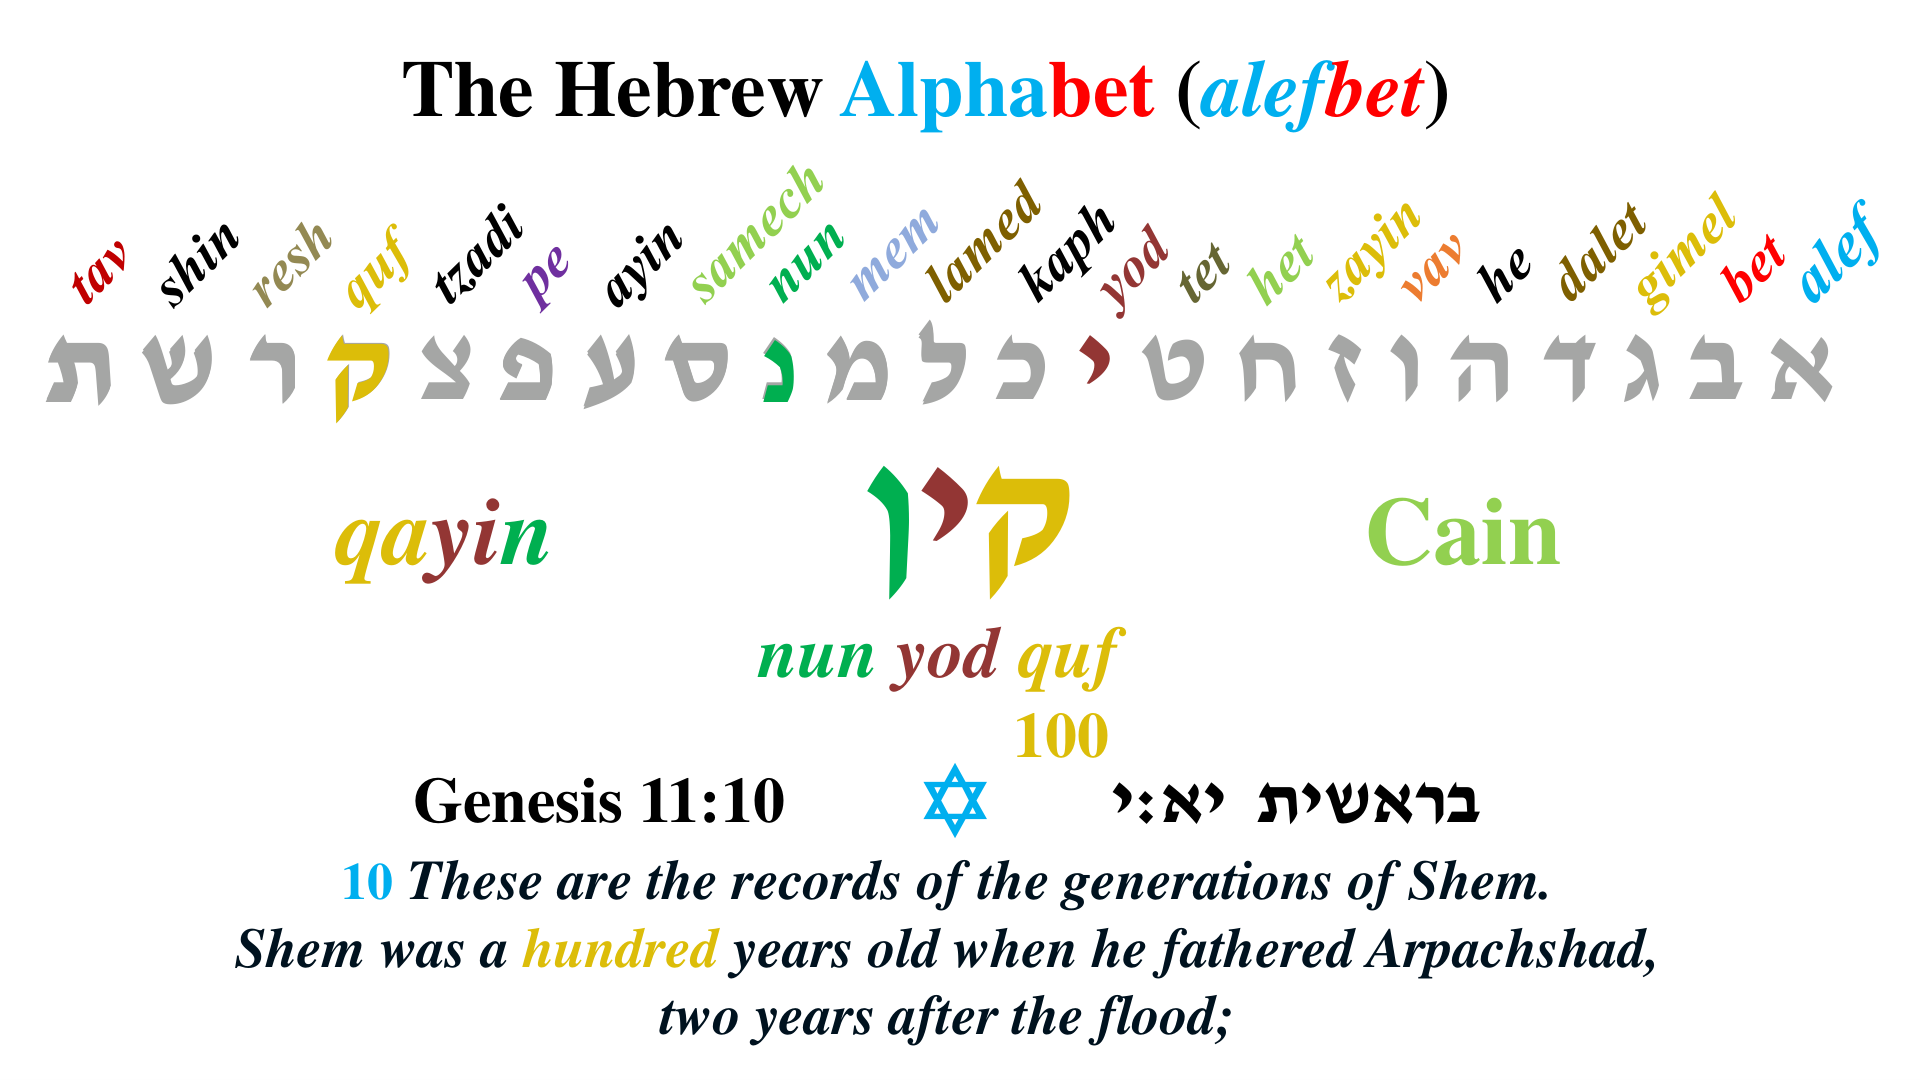 The Hebrew Alphabet (alefbet)
tav shin resh quf tzadi pe ayin samech nun mem lamed kaph yod tet het zayin vav he dalet gimel bet alef
א ב ג ד ה ו ז ח ט י כ ל מ נ ס ע פ צ ק ר ש ת
qayin קין Cain
nun yod quf
100
Genesis 11:10 ✡ בראשית יא:י
10 These are the records of the generations of Shem.
Shem was a hundred years old when he fathered Arpachshad,
two years after the flood;